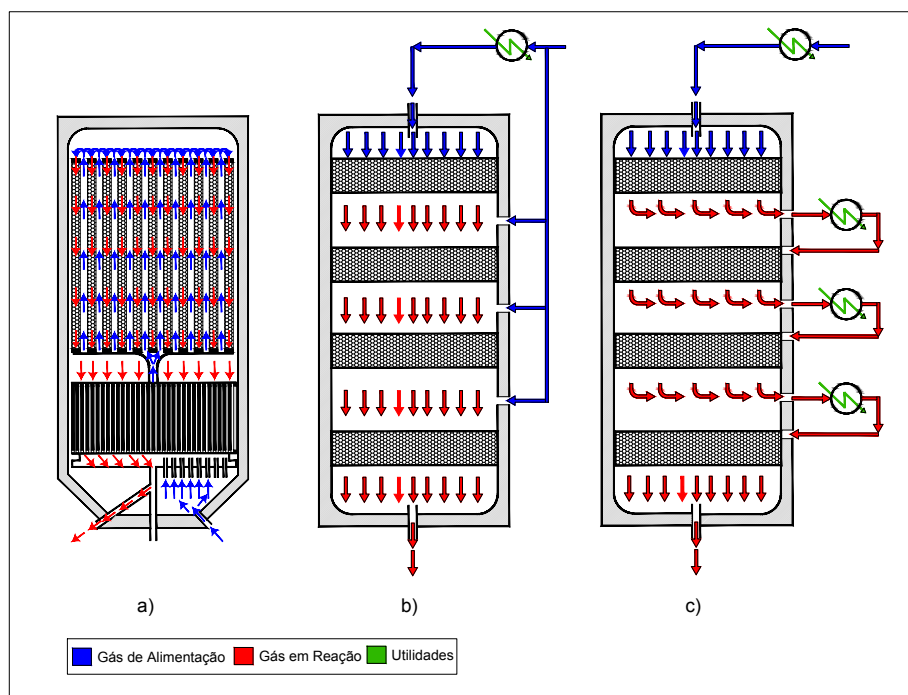 a)
b)
c)
Gás de Alimentação
Gás em Reação
Utilidades